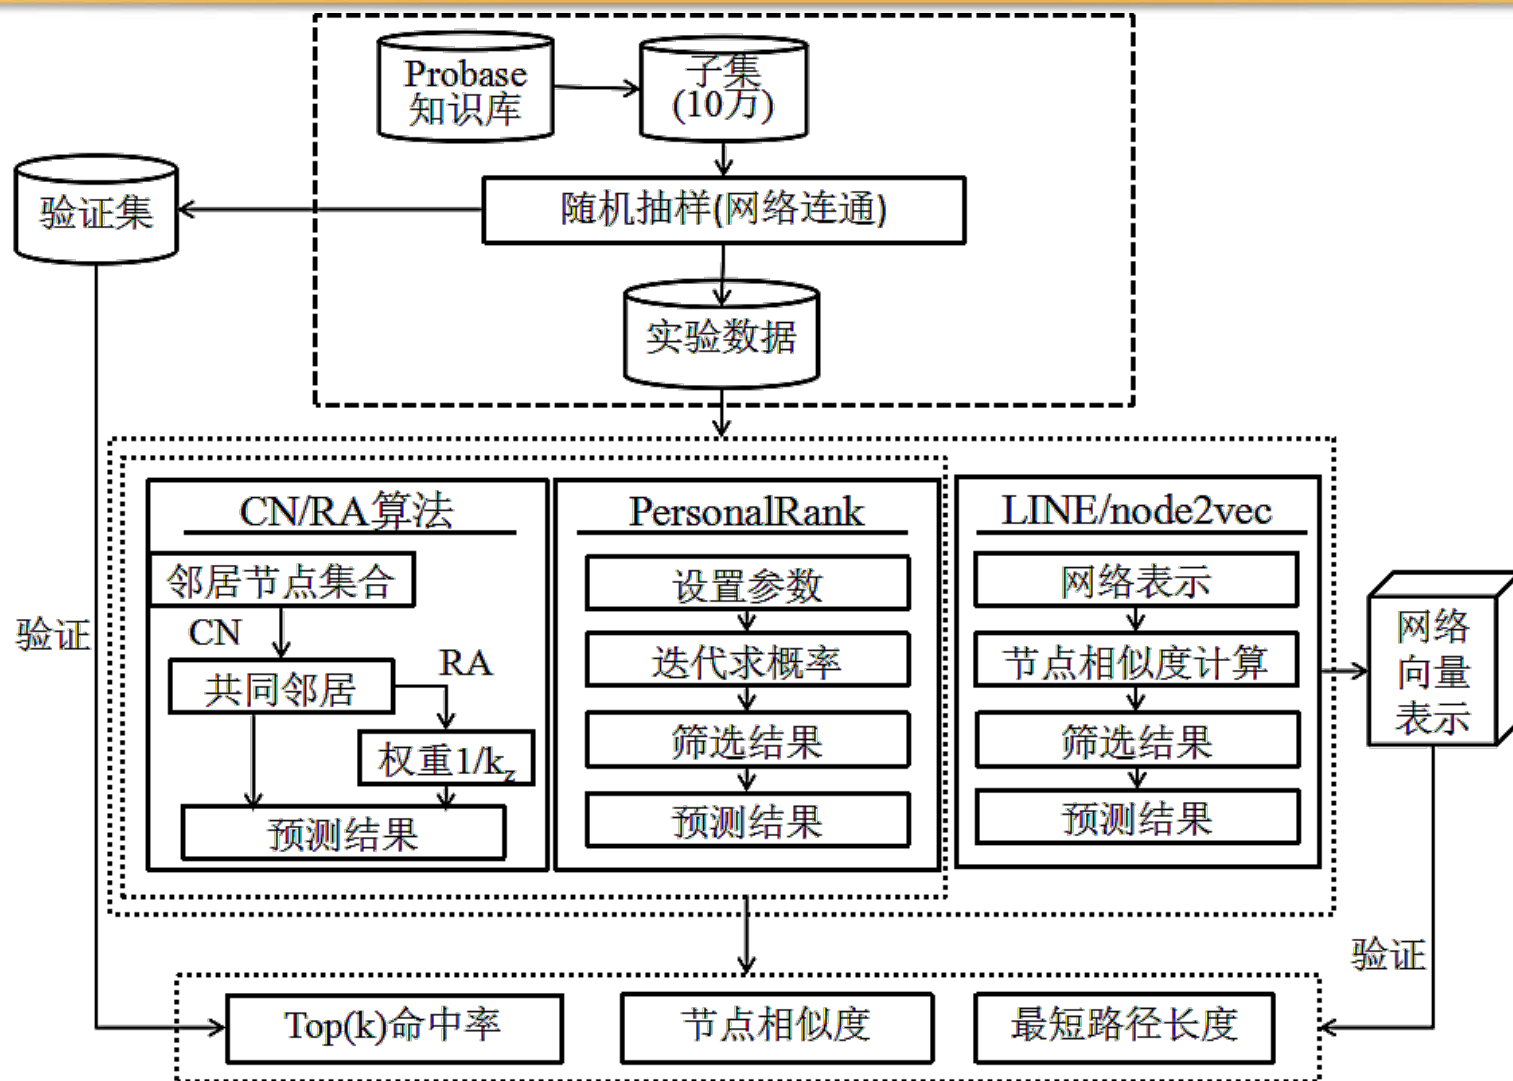 Probase
知识库
子集
(10万)
验证集
随机抽样(网络连通)
实验数据
CN/RA算法
邻居节点集合
CN
共同邻居
RA
权重1/kz
预测结果
PersonalRank
设置参数
迭代求概率
筛选结果
预测结果
LINE/node2vec
网络表示
节点相似度计算
筛选结果
预测结果
网络
向量
表示
验证
验证
Top(k)命中率
节点相似度
最短路径长度